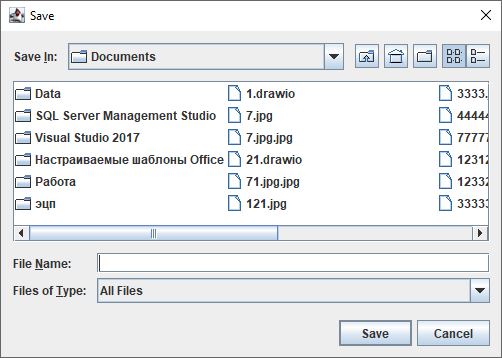 Save
Save In: Documents
Data 1.drawio 3333.
SQL Server Management Studio 7.jpg 44444
Visual Studio 2017 7.jpg.jpg 77777
Настраиваемые шаблоны Office 21.drawio 12312
Работа 71.jpg.jpg 12332
эцп 121.jpg 33333
File Name:
Files of Type: All Files
Save Cancel